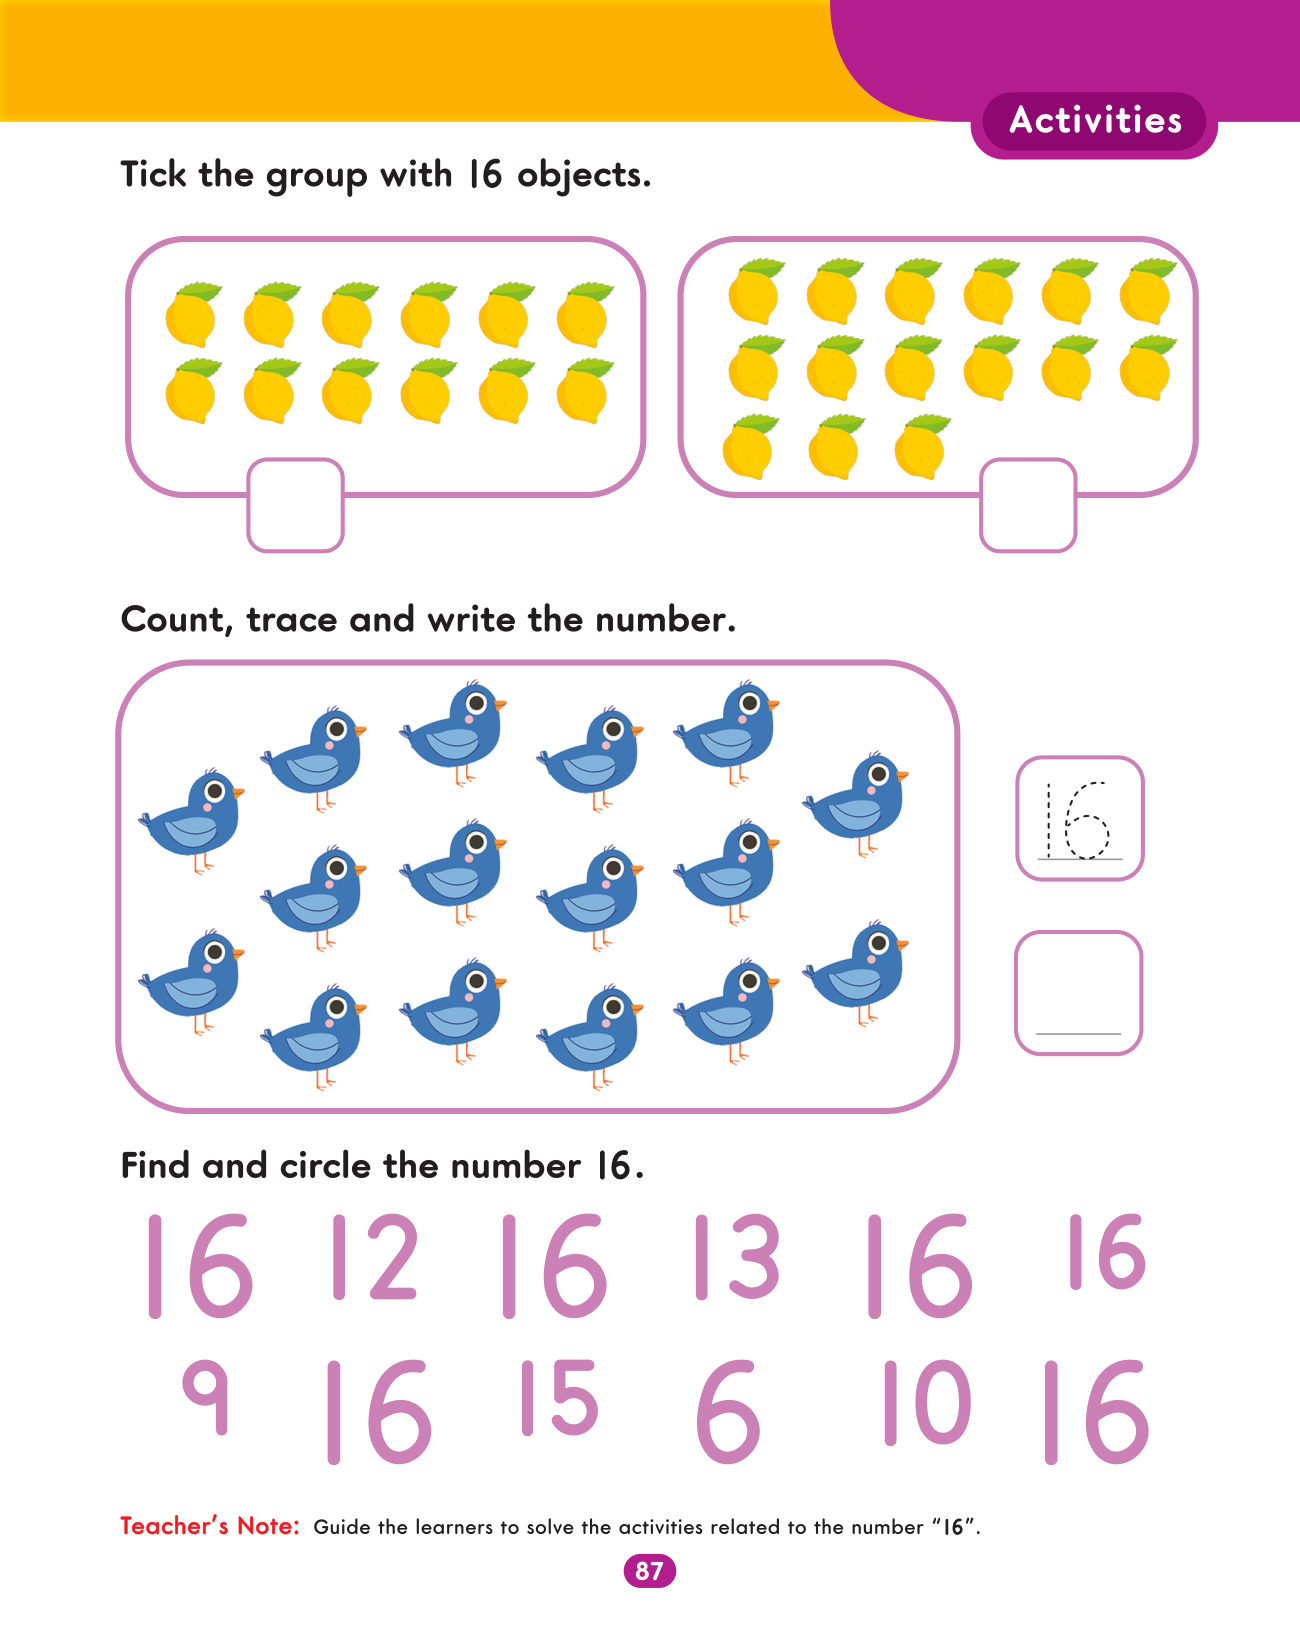 Activities
Tick the group with 16 objects.
Count, trace and write the number.
16
Find and circle the number 16.
16 12 16 13 16 16
9 16 15 6 10 16
Teacher's Note: Guide the learners to solve the activities related to the number “16”.
87